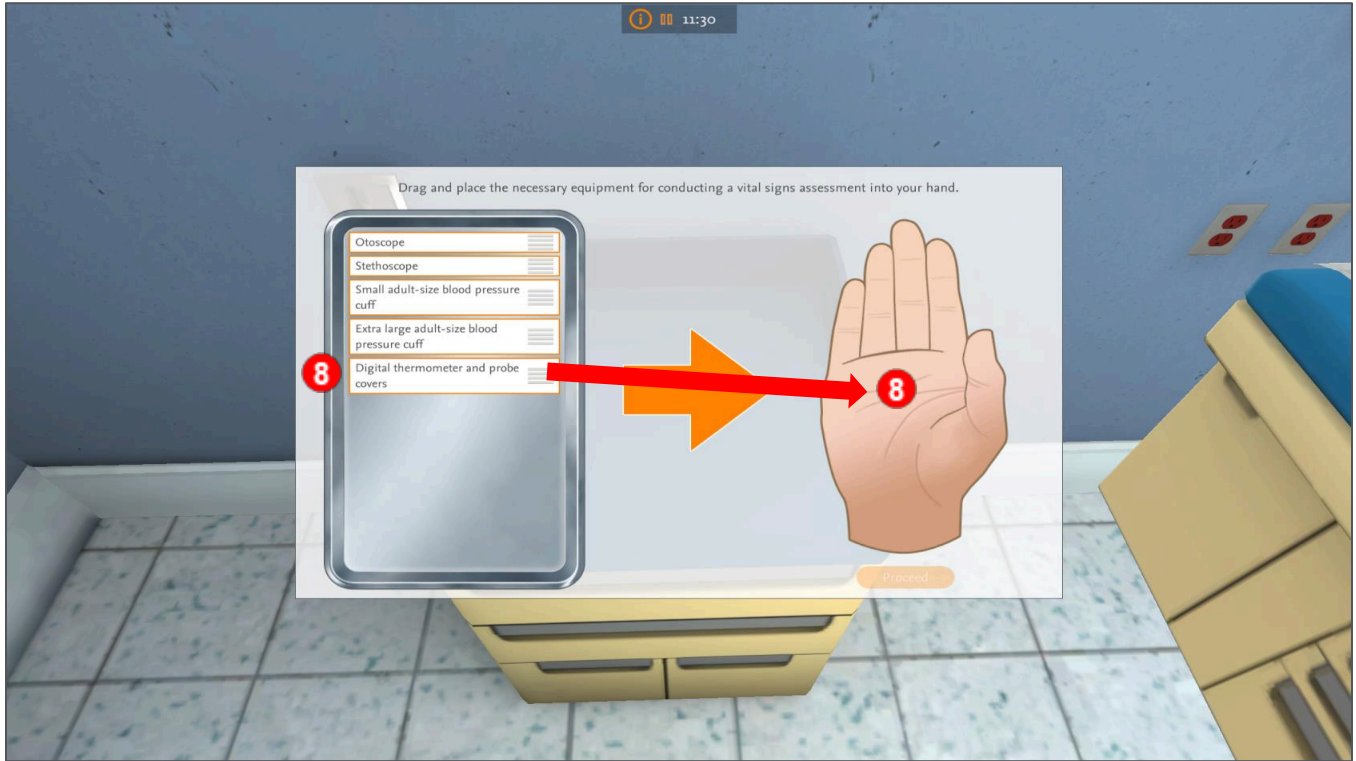 11:30
Drag and place the necessary equipment for conducting a vital signs assessment into your hand.
Otoscope
Stethoscope
Small adult-size blood pressure
cuff
Extra large adult-size blood
pressure cuff
8
Digital thermometer and probe
covers
8
Proceed